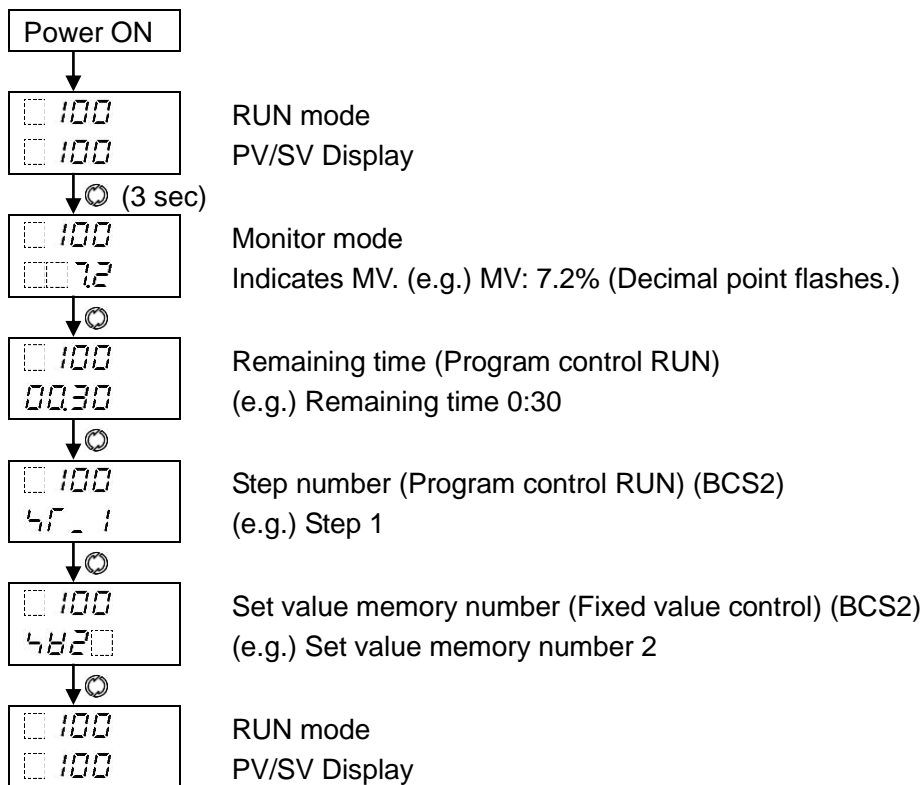 Power ON
100
100
RUN mode
PV/SV Display
(3 sec)
100
7.2
Monitor mode
Indicates MV. (e.g.) MV: 7.2% (Decimal point flashes.)
100
00.30
Remaining time (Program control RUN)
(e.g.) Remaining time 0:30
100
Step number (Program control RUN) (BCS2)
(e.g.) Step 1
100
Set value memory number (Fixed value control) (BCS2)
(e.g.) Set value memory number 2
100
100
RUN mode
PV/SV Display